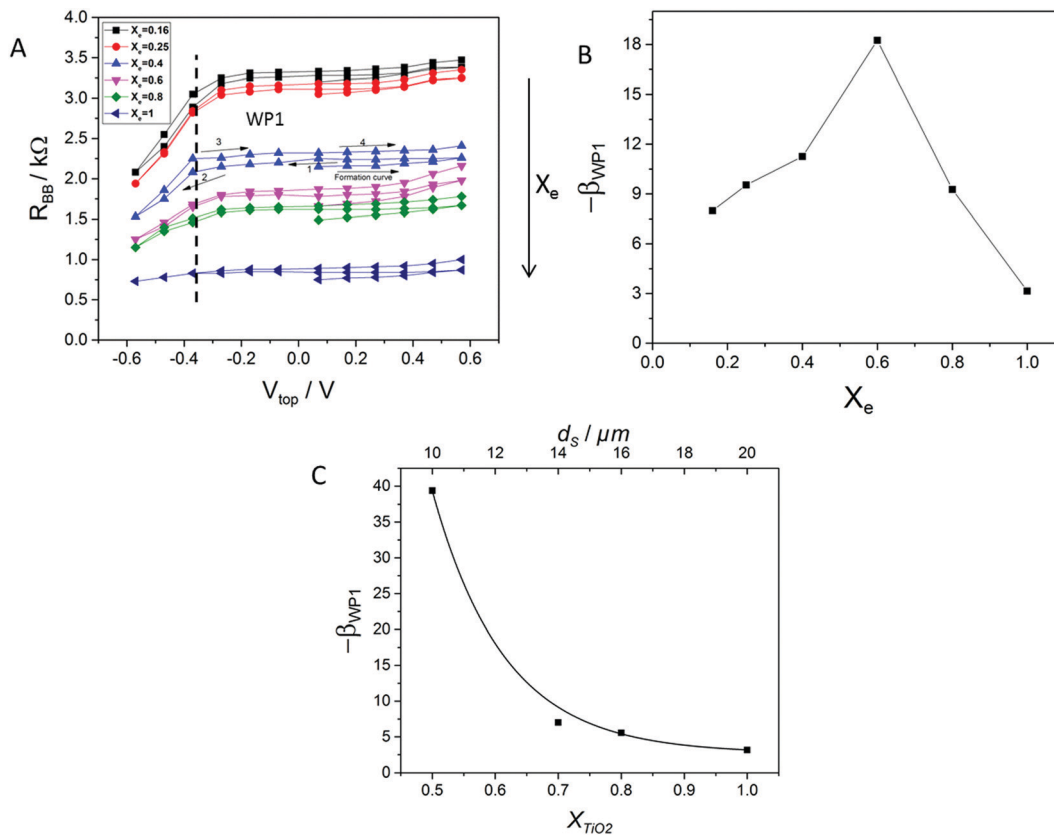 A
X_e=0.16
X_e=0.25
X_e=0.4
X_e=0.6
X_e=0.8
X_e=1
4.0
3.5
3.0
2.5
2.0
1.5
1.0
0.5
0.0
R_BB / kΩ
WP1
3
4
1
2
Formation curve
-0.6
-0.4
-0.2
0.0
0.2
0.4
0.6
V_top / V
X_e
B
18
15
12
9
6
3
0
−β_WP1
0.0
0.2
0.4
0.6
0.8
1.0
X_e
C
d_S / μm
10
12
14
16
18
20
40
35
30
25
20
15
10
5
0
−β_WP1
0.5
0.6
0.7
0.8
0.9
1.0
X_TiO2